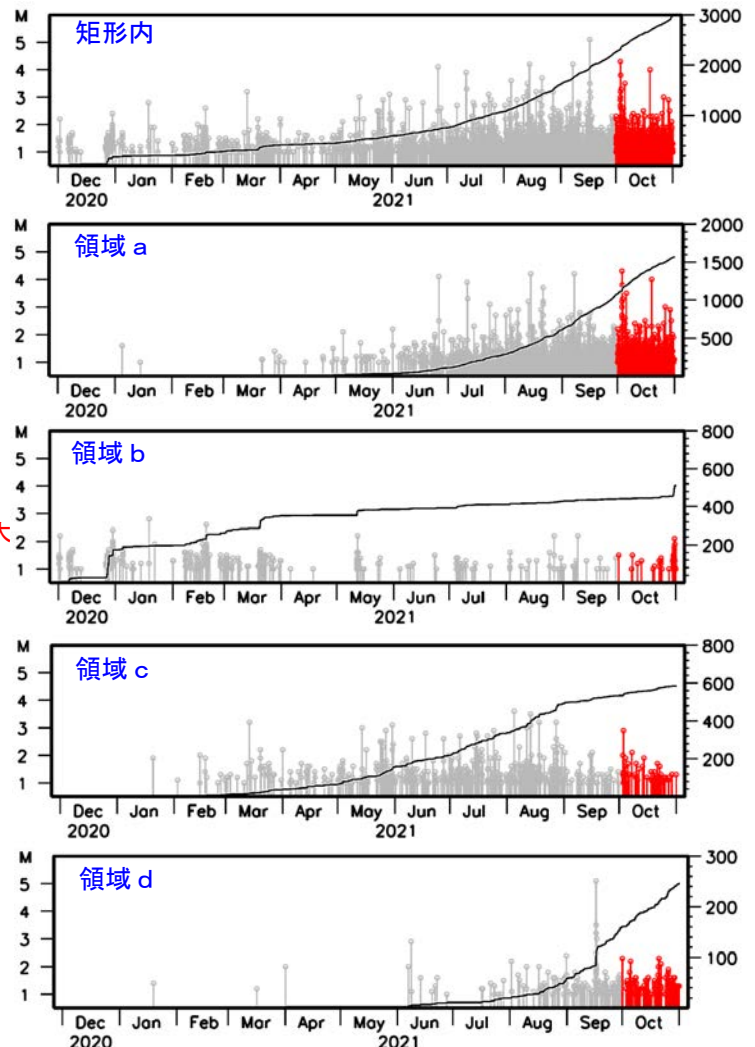 M 矩形内 3000
5
4 2000
3
2 1000
1
Dec Jan Feb Mar Apr May Jun Jul Aug Sep Oct
2020 2021
M 領域 a 2000
5 1500
4
3 1000
2 500
1
Dec Jan Feb Mar Apr May Jun Jul Aug Sep Oct
2020 2021
M 領域 b 800
5 600
4
3 400
大
2 200
1
Dec Jan Feb Mar Apr May Jun Jul Aug Sep Oct
2020 2021
M 領域 c 800
5 600
4
3 400
2 200
1
Dec Jan Feb Mar Apr May Jun Jul Aug Sep Oct
2020 2021
M 領域 d 300
5 200
4
3 100
2
1
Dec Jan Feb Mar Apr May Jun Jul Aug Sep Oct
2020 2021